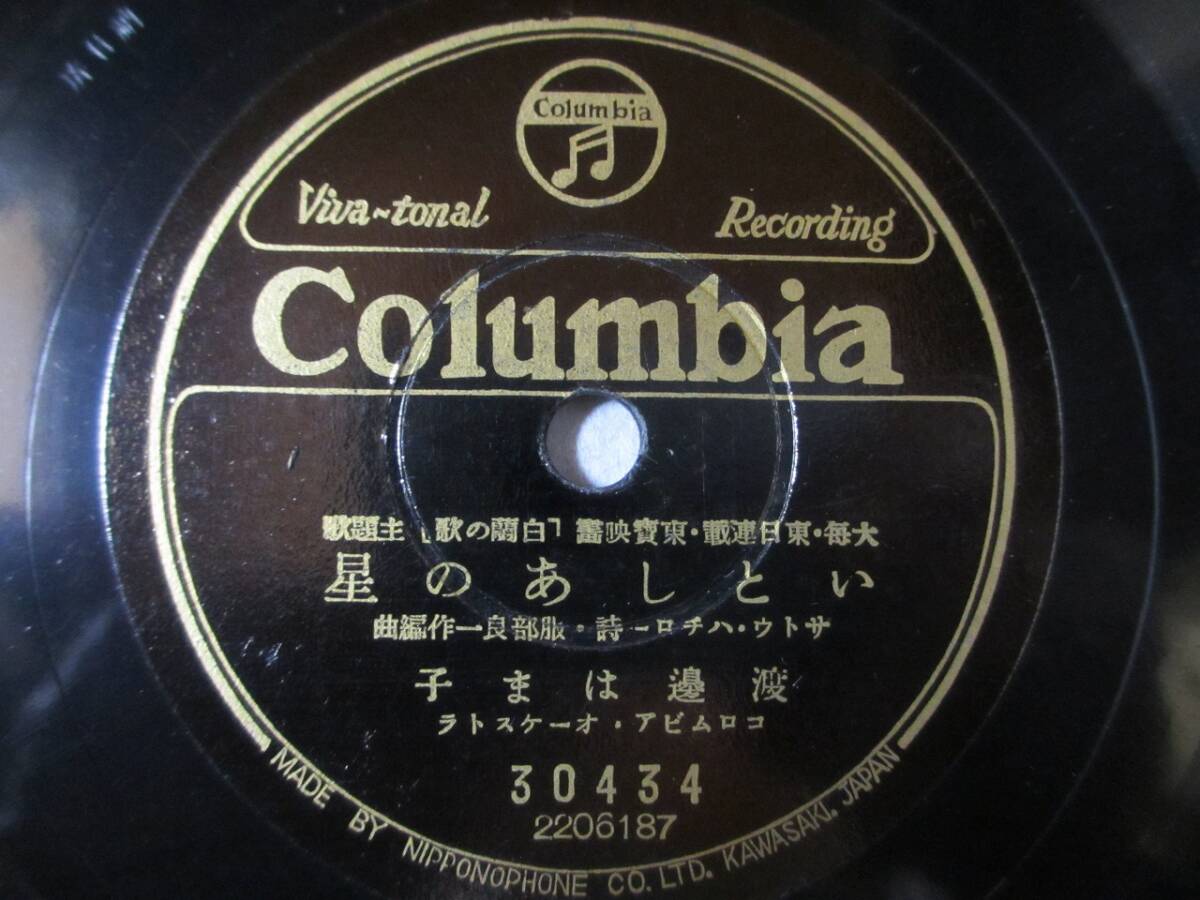 Columbia
Viva~tonal Recording
Columbia
大毎・東日連載・東寶映畫「白蘭の歌」主題歌
いとしあの星
サトウ・ハチロー詩・服部良一作編曲
渡邊はま子
コロムビア・オーケストラ
30434
2206187
MADE BY NIPPONOPHONE CO. LTD. KAWASAKI. JAPAN